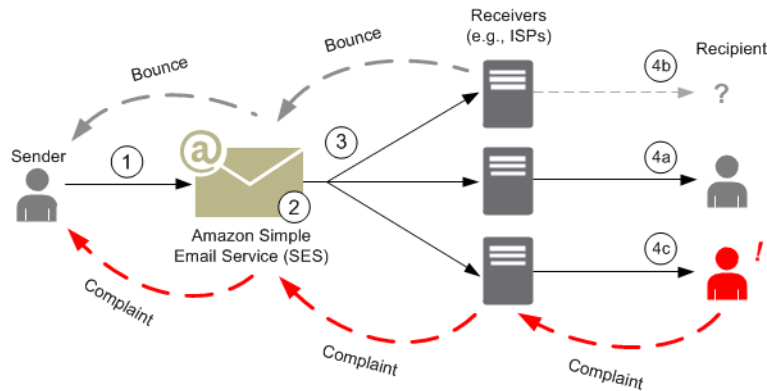 Receivers
(e.g., ISPs)
Recipient
Bounce
Bounce
4b
?
Sender
1
@
3
4a
2
Amazon Simple
Email Service (SES)
4c
!
Complaint
Complaint
Complaint